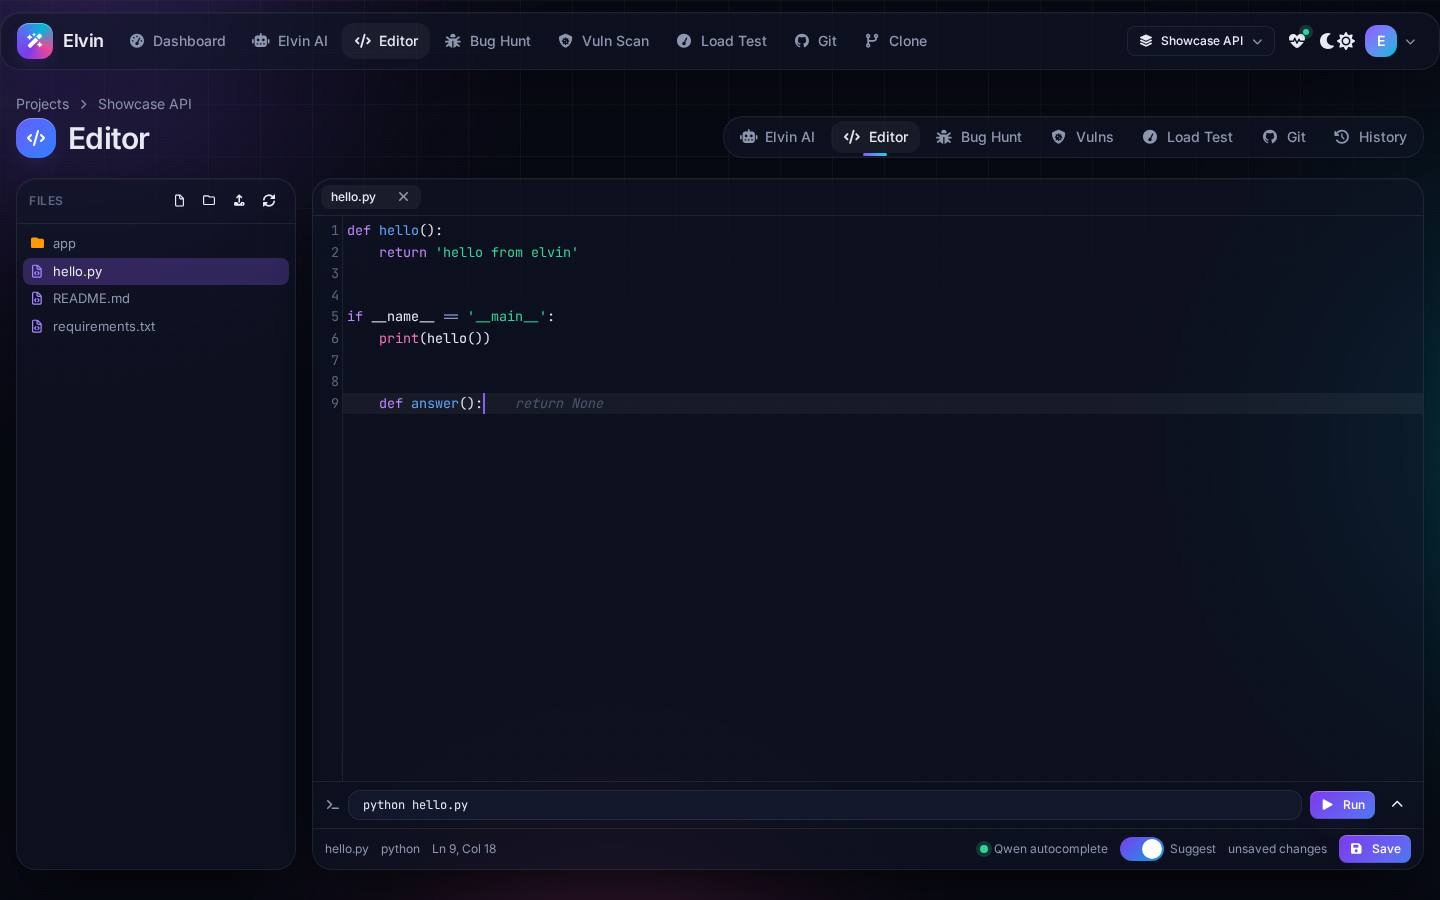 Elvin
Dashboard
Elvin AI
Editor
Bug Hunt
Vuln Scan
Load Test
Git
Clone
Showcase API
E
Projects > Showcase API
Editor
Elvin AI
Editor
Bug Hunt
Vulns
Load Test
Git
History
FILES
app
hello.py
README.md
requirements.txt
hello.py
1 def hello():
2     return 'hello from elvin'
3
4
5 if __name__ == '__main__':
6     print(hello())
7
8
9     def answer():    return None
python hello.py
Run
hello.py python Ln 9, Col 18
Qwen autocomplete
Suggest
unsaved changes
Save